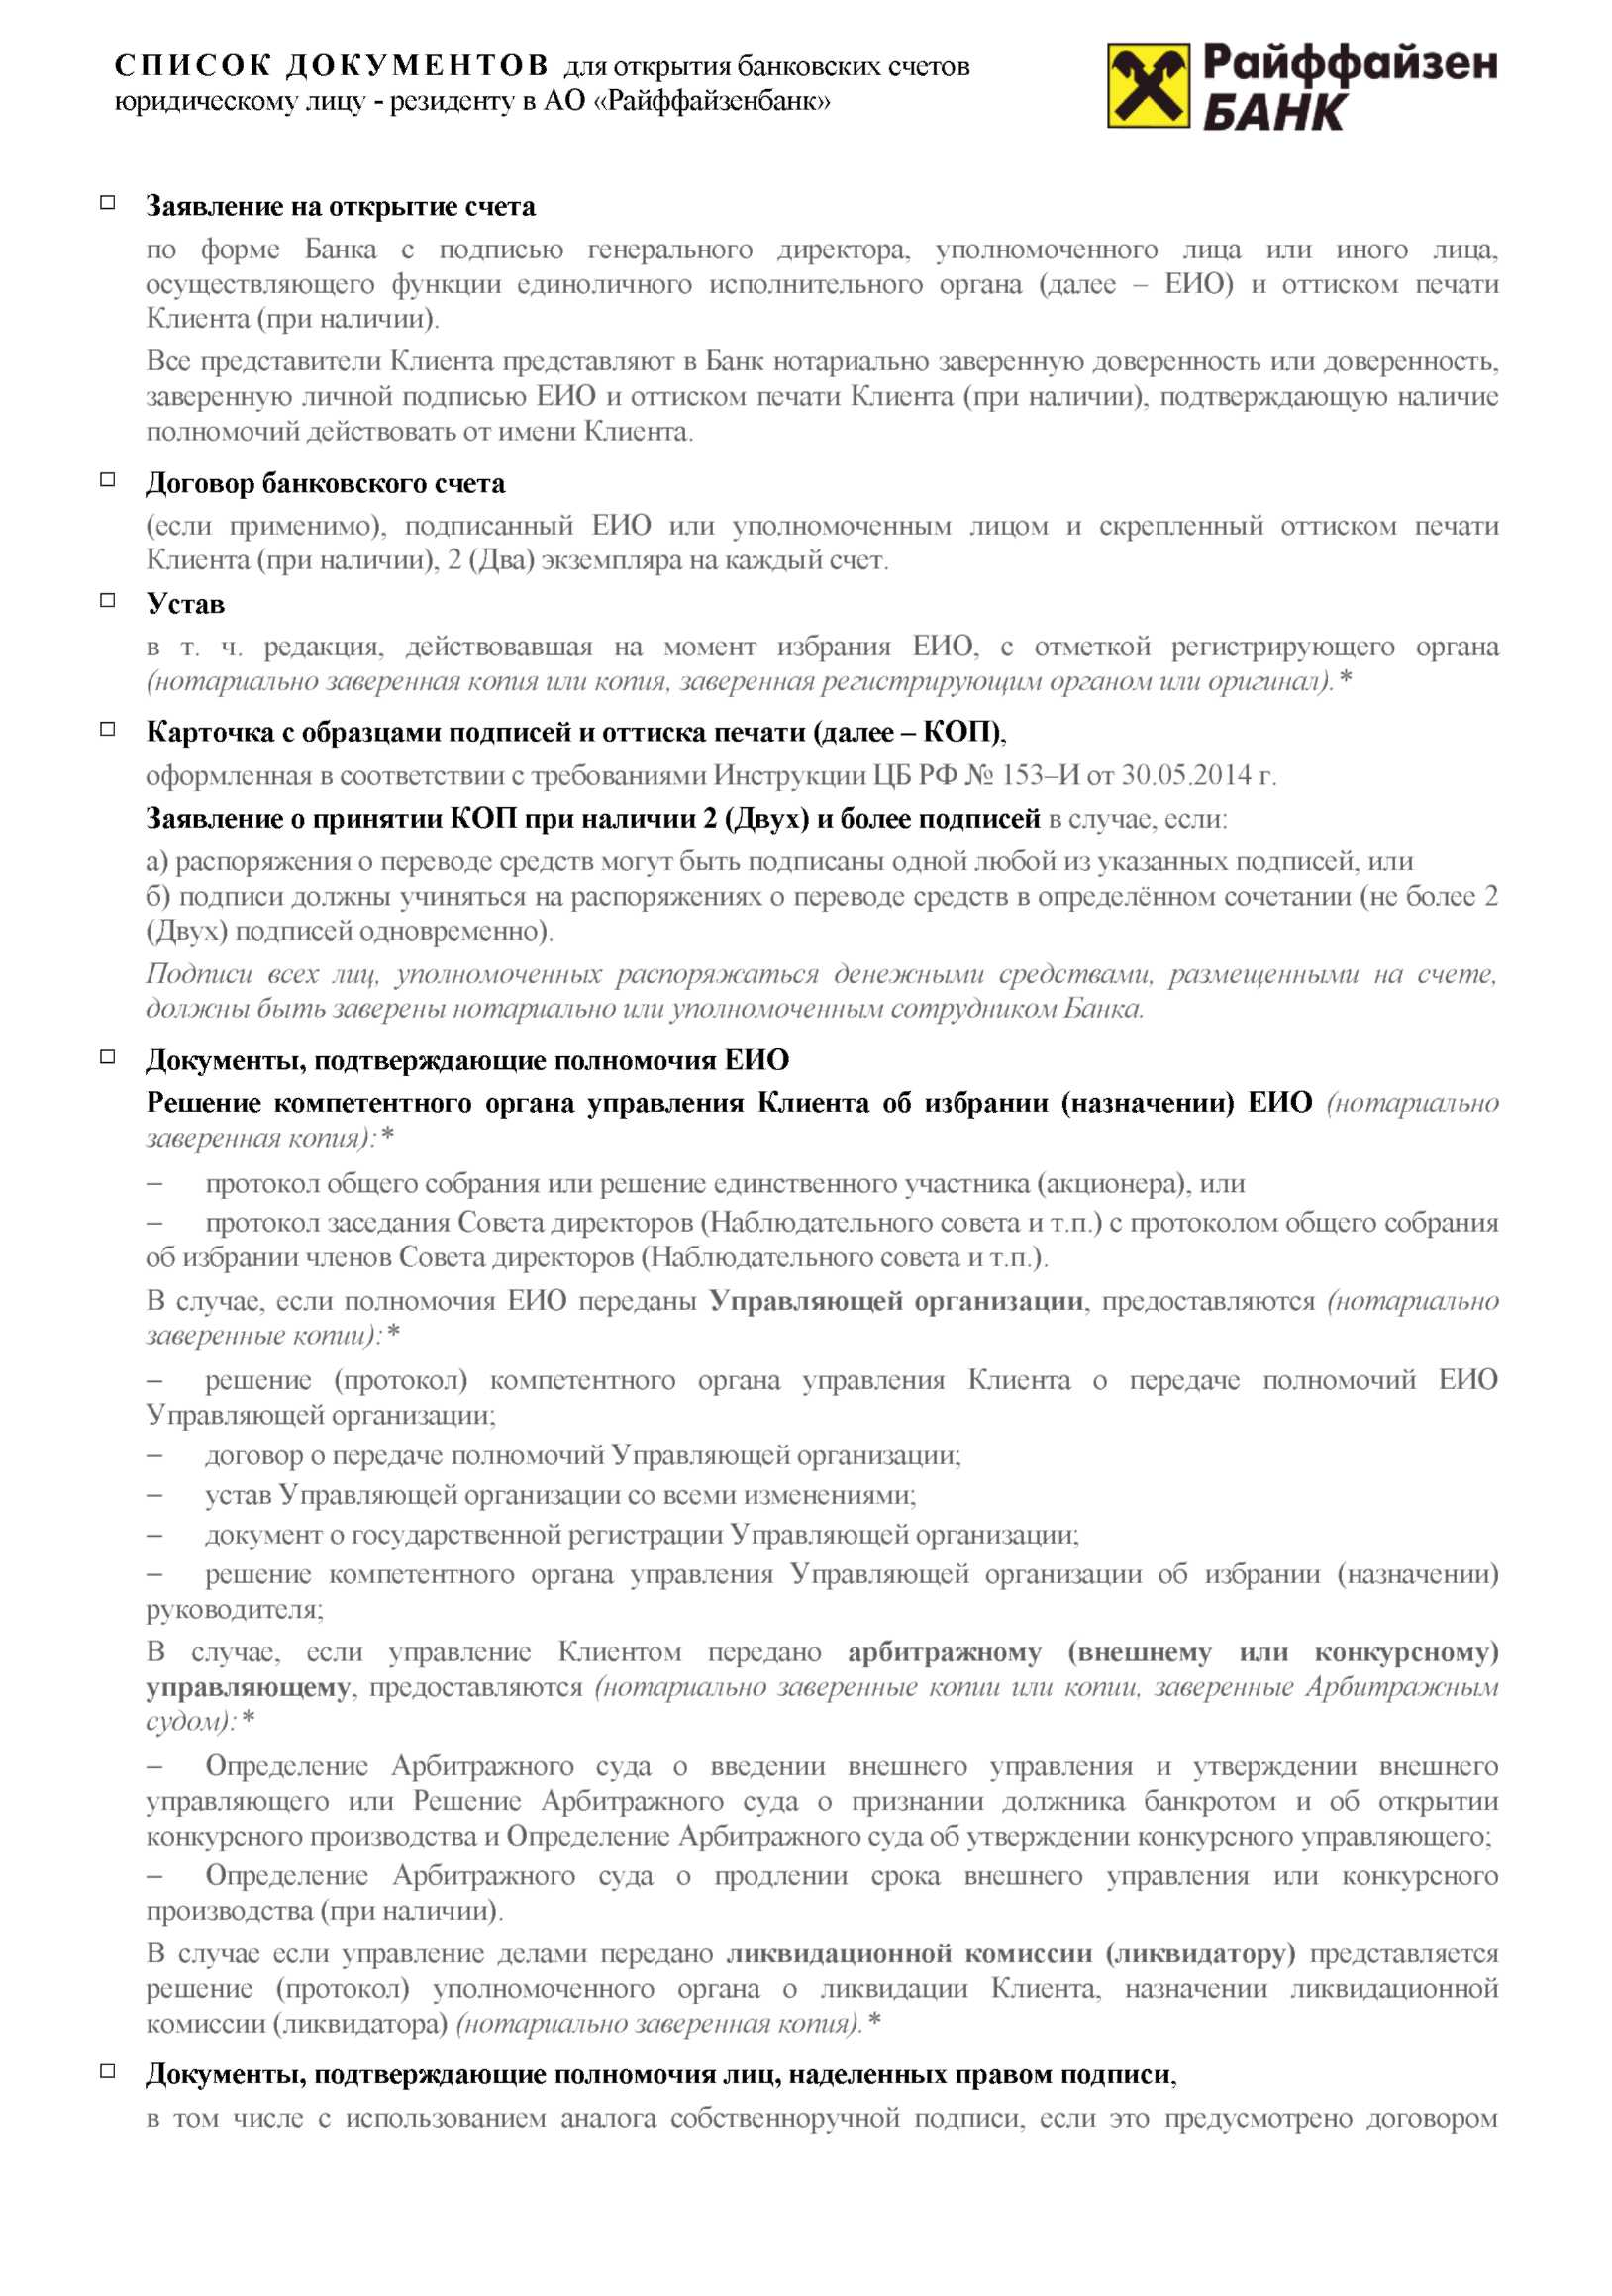 СПИСОК ДОКУМЕНТОВ для открытия банковских счетов
юридическому лицу - резиденту в АО «Райффайзенбанк»
Райффайзен
БАНК
Заявление на открытие счета
по форме Банка с подписью генерального директора, уполномоченного лица или иного лица,
осуществляющего функции единоличного исполнительного органа (далее – ЕИО) и оттиском печати
Клиента (при наличии).
Все представители Клиента представляют в Банк нотариально заверенную доверенность или доверенность,
заверенную личной подписью ЕИО и оттиском печати Клиента (при наличии), подтверждающую наличие
полномочий действовать от имени Клиента.
Договор банковского счета
(если применимо), подписанный ЕИО или уполномоченным лицом и скрепленный оттиском печати
Клиента (при наличии), 2 (Два) экземпляра на каждый счет.
Устав
в т. ч. редакция, действовавшая на момент избрания ЕИО, с отметкой регистрирующего органа
(нотариально заверенная копия или копия, заверенная регистрирующим органом или оригинал).*
Карточка с образцами подписей и оттиска печати (далее – КОП),
оформленная в соответствии с требованиями Инструкции ЦБ РФ № 153–И от 30.05.2014 г.
Заявление о принятии КОП при наличии 2 (Двух) и более подписей в случае, если:
а) распоряжения о переводе средств могут быть подписаны одной любой из указанных подписей, или
б) подписи должны учиняться на распоряжениях о переводе средств в определённом сочетании (не более 2
(Двух) подписей одновременно).
Подписи всех лиц, уполномоченных распоряжаться денежными средствами, размещенными на счете,
должны быть заверены нотариально или уполномоченным сотрудником Банка.
Документы, подтверждающие полномочия ЕИО
Решение компетентного органа управления Клиента об избрании (назначении) ЕИО (нотариально
заверенная копия):*
– протокол общего собрания или решение единственного участника (акционера), или
– протокол заседания Совета директоров (Наблюдательного совета и т.п.) с протоколом общего собрания
об избрании членов Совета директоров (Наблюдательного совета и т.п.).
В случае, если полномочия ЕИО переданы Управляющей организации, предоставляются (нотариально
заверенные копии):*
– решение (протокол) компетентного органа управления Клиента о передаче полномочий ЕИО
Управляющей организации;
– договор о передаче полномочий Управляющей организации;
– устав Управляющей организации со всеми изменениями;
– документ о государственной регистрации Управляющей организации;
– решение компетентного органа управления Управляющей организации об избрании (назначении)
руководителя;
В случае, если управление Клиентом передано арбитражному (внешнему или конкурсному)
управляющему, предоставляются (нотариально заверенные копии или копии, заверенные Арбитражным
судом):*
– Определение Арбитражного суда о введении внешнего управления и утверждении внешнего
управляющего или Решение Арбитражного суда о признании должника банкротом и об открытии
конкурсного производства и Определение Арбитражного суда об утверждении конкурсного управляющего;
– Определение Арбитражного суда о продлении срока внешнего управления или конкурсного
производства (при наличии).
В случае если управление делами передано ликвидационной комиссии (ликвидатору) представляется
решение (протокол) уполномоченного органа о ликвидации Клиента, назначении ликвидационной
комиссии (ликвидатора) (нотариально заверенная копия).*
Документы, подтверждающие полномочия лиц, наделенных правом подписи,
в том числе с использованием аналога собственноручной подписи, если это предусмотрено договором